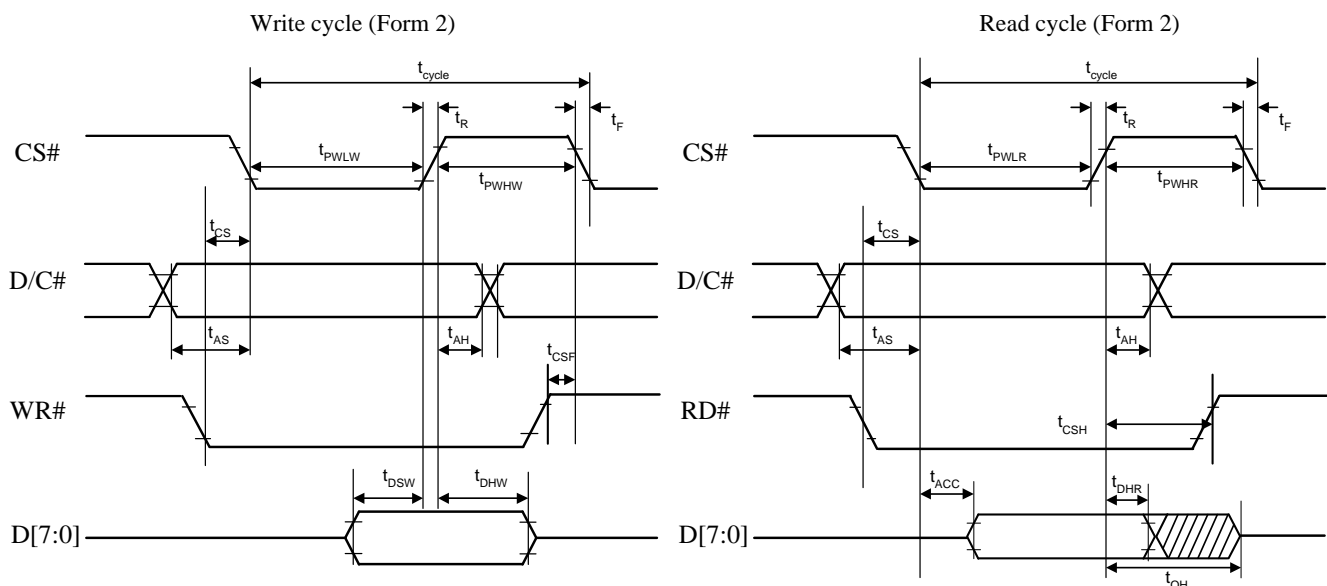 Write cycle (Form 2)
tcycle
tR
tF
CS#
tPWLW
tPWHW
tCS
D/C#
tAS
tAH
tCSF
WR#
tDSW
tDHW
D[7:0]
Read cycle (Form 2)
tcycle
tR
tF
CS#
tPWLR
tPWHR
tCS
D/C#
tAS
tAH
RD#
tCSH
tACC
tDHR
D[7:0]
tOH